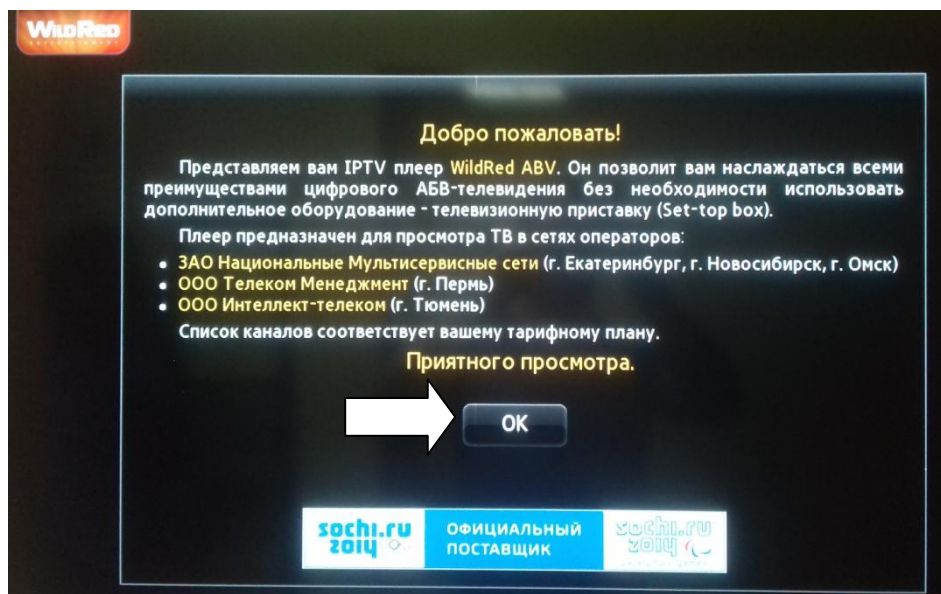 WILDRED
ENTERTAINMENT
Добро пожаловать!
Представляем вам IPTV плеер WildRed ABV. Он позволит вам наслаждаться всеми
преимуществами цифрового АБВ-телевидения без необходимости использовать
дополнительное оборудование - телевизионную приставку (Set-top box).
Плеер предназначен для просмотра ТВ в сетях операторов:
• ЗАО Национальные Мультисервисные сети (г. Екатеринбург, г. Новосибирск, г. Омск)
• ООО Телеком Менеджмент (г. Пермь)
• ООО Интеллект-телеком (г. Тюмень)
Список каналов соответствует вашему тарифному плану.
Приятного просмотра.
OK
sochi.ru
2014
ОФИЦИАЛЬНЫЙ
ПОСТАВЩИК
sochi.ru
2014